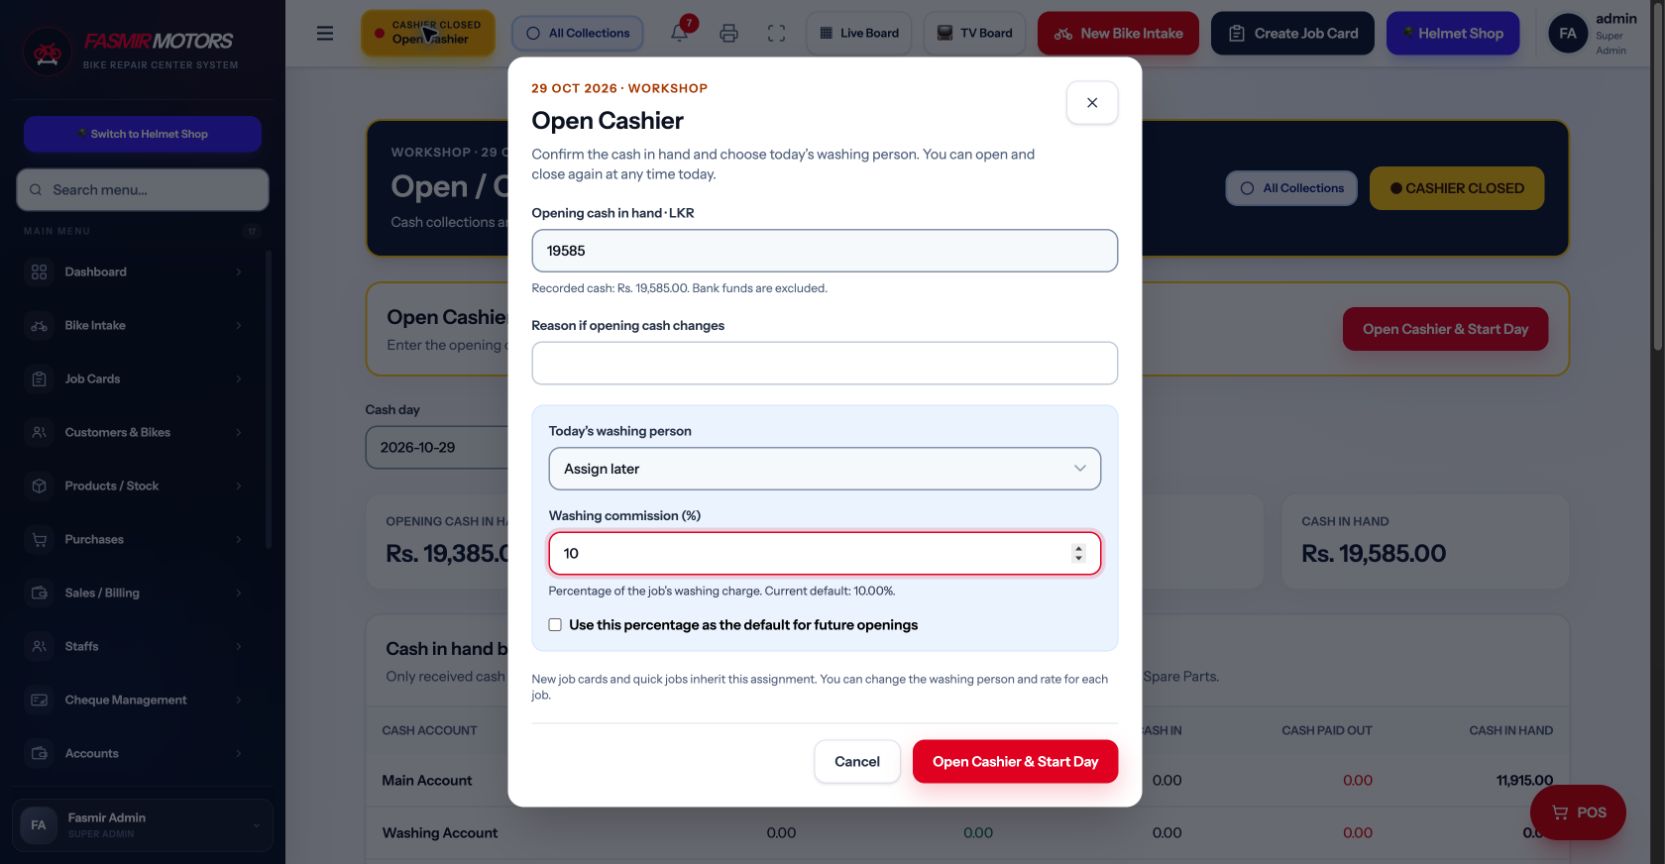 FASMIR MOTORS
BIKE REPAIR CENTER SYSTEM
Switch to Helmet Shop
Search menu...
MAIN MENU
17
Dashboard
Bike Intake
Job Cards
Customers & Bikes
Products / Stock
Purchases
Sales / Billing
Staffs
Cheque Management
Accounts
FA
Fasmir Admin
SUPER ADMIN
CASHIER CLOSED
Open Cashier
All Collections
7
Live Board
TV Board
New Bike Intake
Create Job Card
Helmet Shop
FA
admin
Super
Admin
WORKSHOP · 29 O
Open / C
Cash collections
All Collections
CASHIER CLOSED
Open Cashie
Enter the opening
Open Cashier & Start Day
Cash day
2026-10-29
OPENING CASH IN HA
Rs. 19,385.0
CASH IN HAND
Rs. 19,585.00
Cash in hand b
Only received cash
Spare Parts.
CASH ACCOUNT
CASH IN
CASH PAID OUT
CASH IN HAND
Main Account
0.00
0.00
11,915.00
Washing Account
0.00
0.00
0.00
0.00
POS
29 OCT 2026 · WORKSHOP
Open Cashier
Confirm the cash in hand and choose today's washing person. You can open and
close again at any time today.
Opening cash in hand · LKR
19585
Recorded cash: Rs. 19,585.00. Bank funds are excluded.
Reason if opening cash changes
Today's washing person
Assign later
Washing commission (%)
10
Percentage of the job's washing charge. Current default: 10.00%.
Use this percentage as the default for future openings
New job cards and quick jobs inherit this assignment. You can change the washing person and rate for each
job.
Cancel
Open Cashier & Start Day